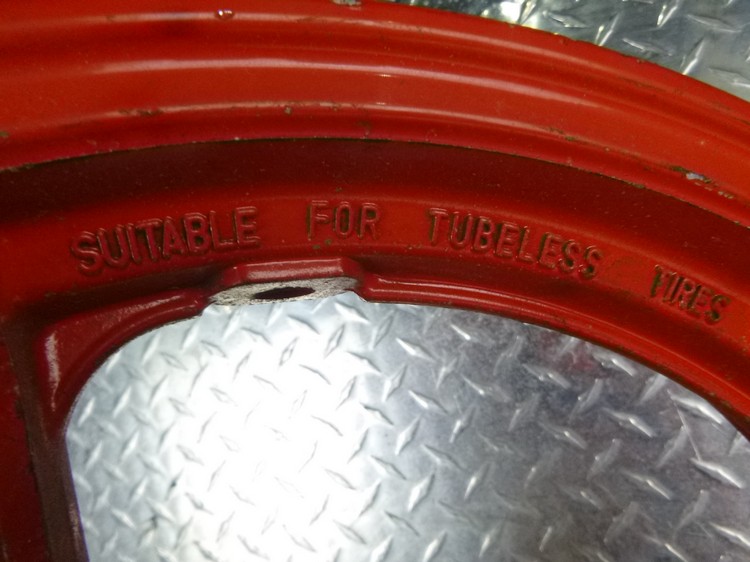 SUITABLE FOR TUBELESS TIRES